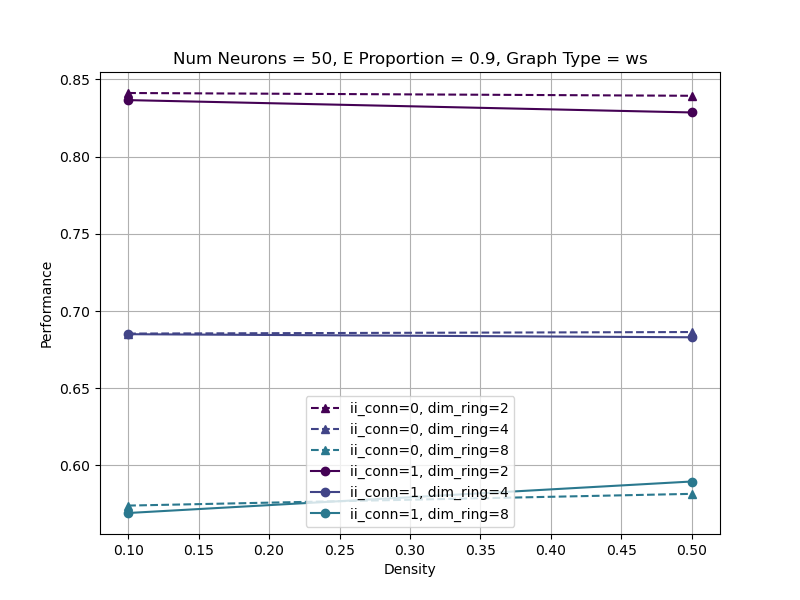 Num Neurons = 50, E Proportion = 0.9, Graph Type = ws
0.85
0.80
0.75
0.70
0.65
0.60
Performance
ii_conn=0, dim_ring=2
ii_conn=0, dim_ring=4
ii_conn=0, dim_ring=8
ii_conn=1, dim_ring=2
ii_conn=1, dim_ring=4
ii_conn=1, dim_ring=8
0.10 0.15 0.20 0.25 0.30 0.35 0.40 0.45 0.50
Density